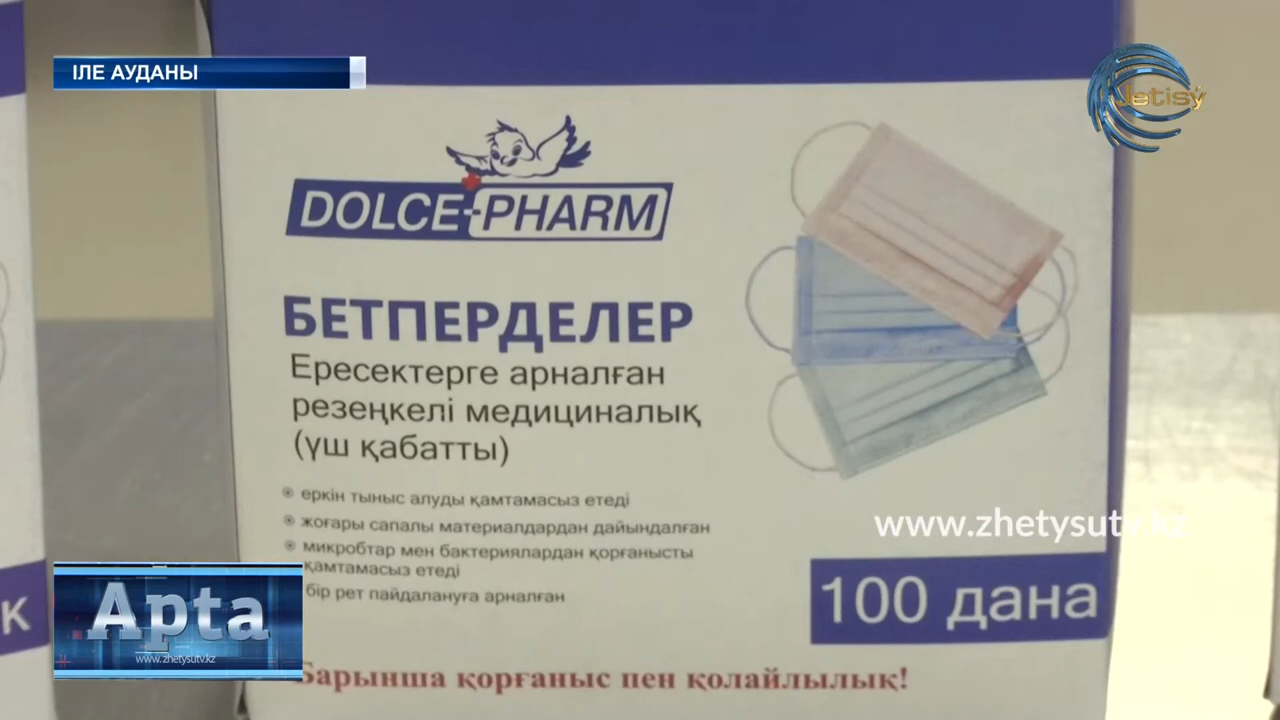 ІЛЕ АУДАНЫ
Jetisý
DOLCE-PHARM
БЕТПЕРДЕЛЕР
Ересектерге арналған
резеңкелі медициналық
(үш қабатты)
еркін тыныс алуды қамтамасыз етеді
жоғары сапалы материалдардан дайындалған
микробтар мен бактериялардан қорғанысты
қамтамасыз етеді
бір рет пайдалануға арналған
www.zhetysutv.kz
100 дана
К
Apta
www.zhetysutv.kz
Барынша қорғаныс пен қолайлылық!